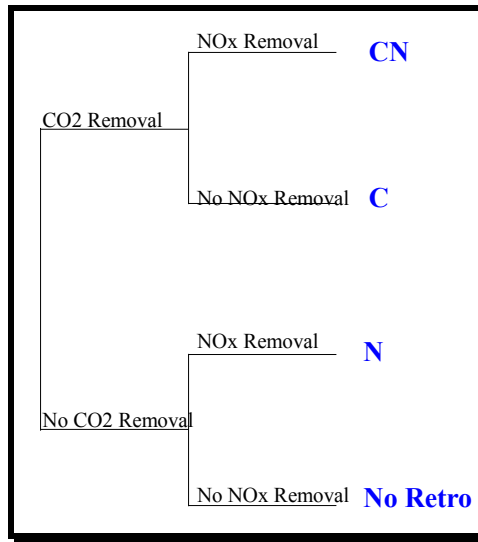 NOx Removal CN
CO2 Removal
No NOx Removal C
NOx Removal N
No CO2 Removal
No NOx Removal No Retro